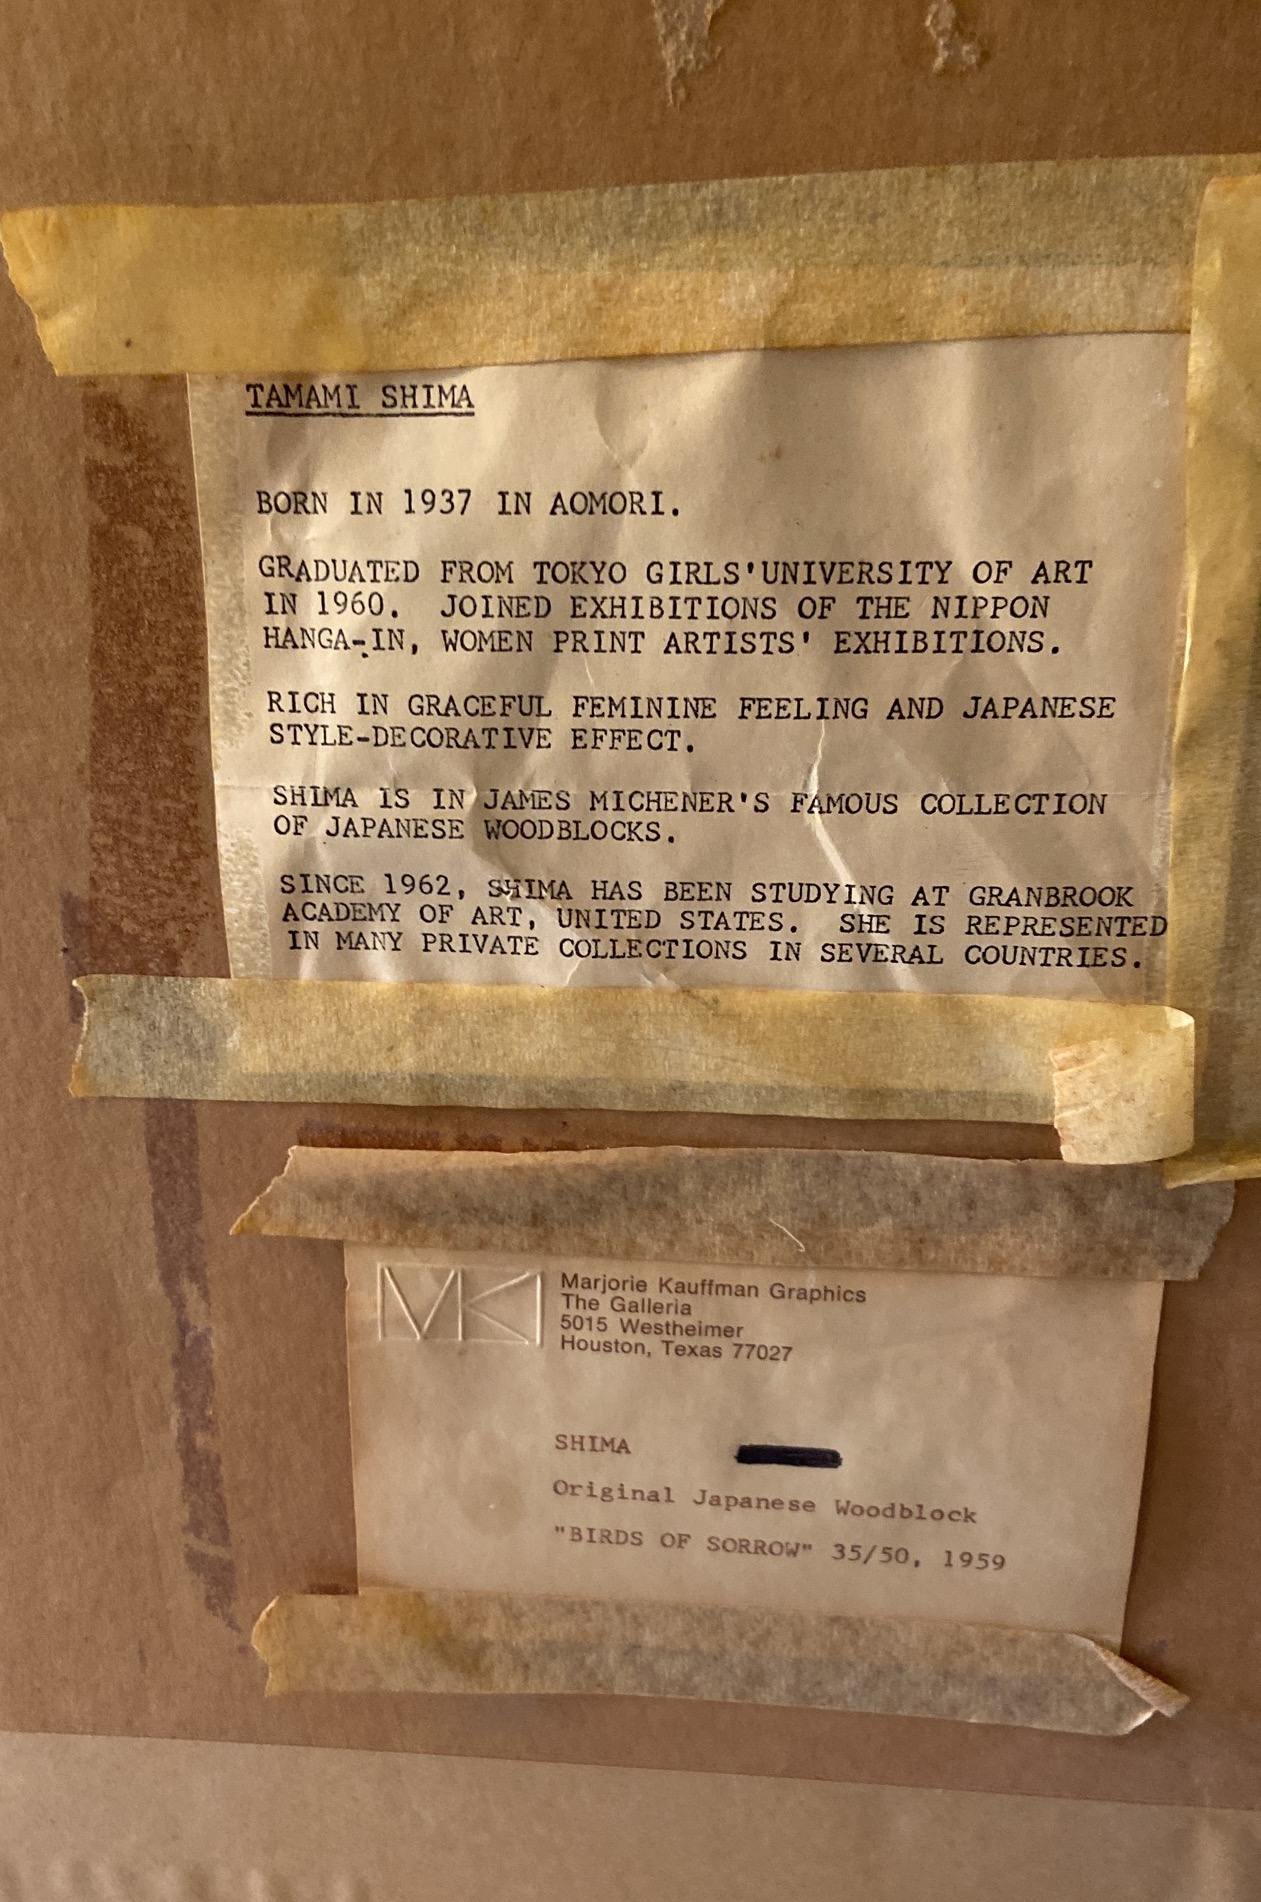 TAMAMI SHIMA
BORN IN 1937 IN AOMORI.
GRADUATED FROM TOKYO GIRLS'UNIVERSITY OF ART
IN 1960. JOINED EXHIBITIONS OF THE NIPPON
HANGA-IN, WOMEN PRINT ARTISTS' EXHIBITIONS.
RICH IN GRACEFUL FEMININE FEELING AND JAPANESE
STYLE-DECORATIVE EFFECT.
SHIMA IS IN JAMES MICHENER'S FAMOUS COLLECTION
OF JAPANESE WOODBLOCKS.
SINCE 1962, SHIMA HAS BEEN STUDYING AT GRANBROOK
ACADEMY OF ART, UNITED STATES. SHE IS REPRESENTED
IN MANY PRIVATE COLLECTIONS IN SEVERAL COUNTRIES.
MK
Marjorie Kauffman Graphics
The Galleria
5015 Westheimer
Houston, Texas 77027
SHIMA
Original Japanese Woodblock
"BIRDS OF SORROW" 35/50, 1959